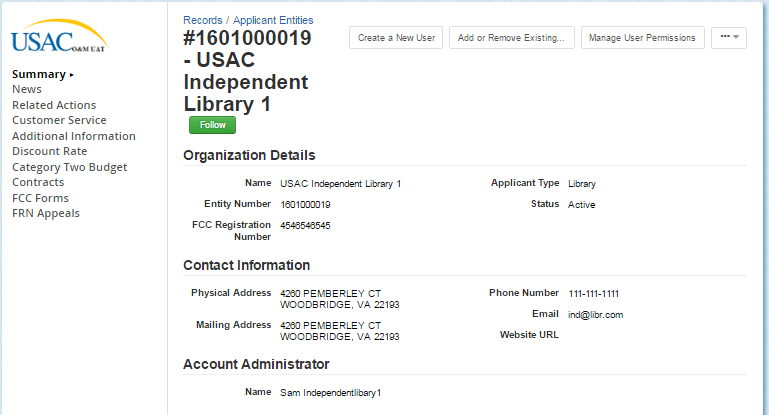 USAC O&M UAT
Summary ▸
News
Related Actions
Customer Service
Additional Information
Discount Rate
Category Two Budget
Contracts
FCC Forms
FRN Appeals
Records / Applicant Entities
#1601000019
- USAC
Independent
Library 1
Follow
Create a New User
Add or Remove Existing...
Manage User Permissions
•••
Organization Details
Name USAC Independent Library 1
Applicant Type Library
Entity Number 1601000019
Status Active
FCC Registration 4546546545
Number
Contact Information
Physical Address 4260 PEMBERLEY CT
WOODBRIDGE, VA 22193
Phone Number 111-111-1111
Email ind@libr.com
Mailing Address 4260 PEMBERLEY CT
WOODBRIDGE, VA 22193
Website URL
Account Administrator
Name Sam Independentlibary1